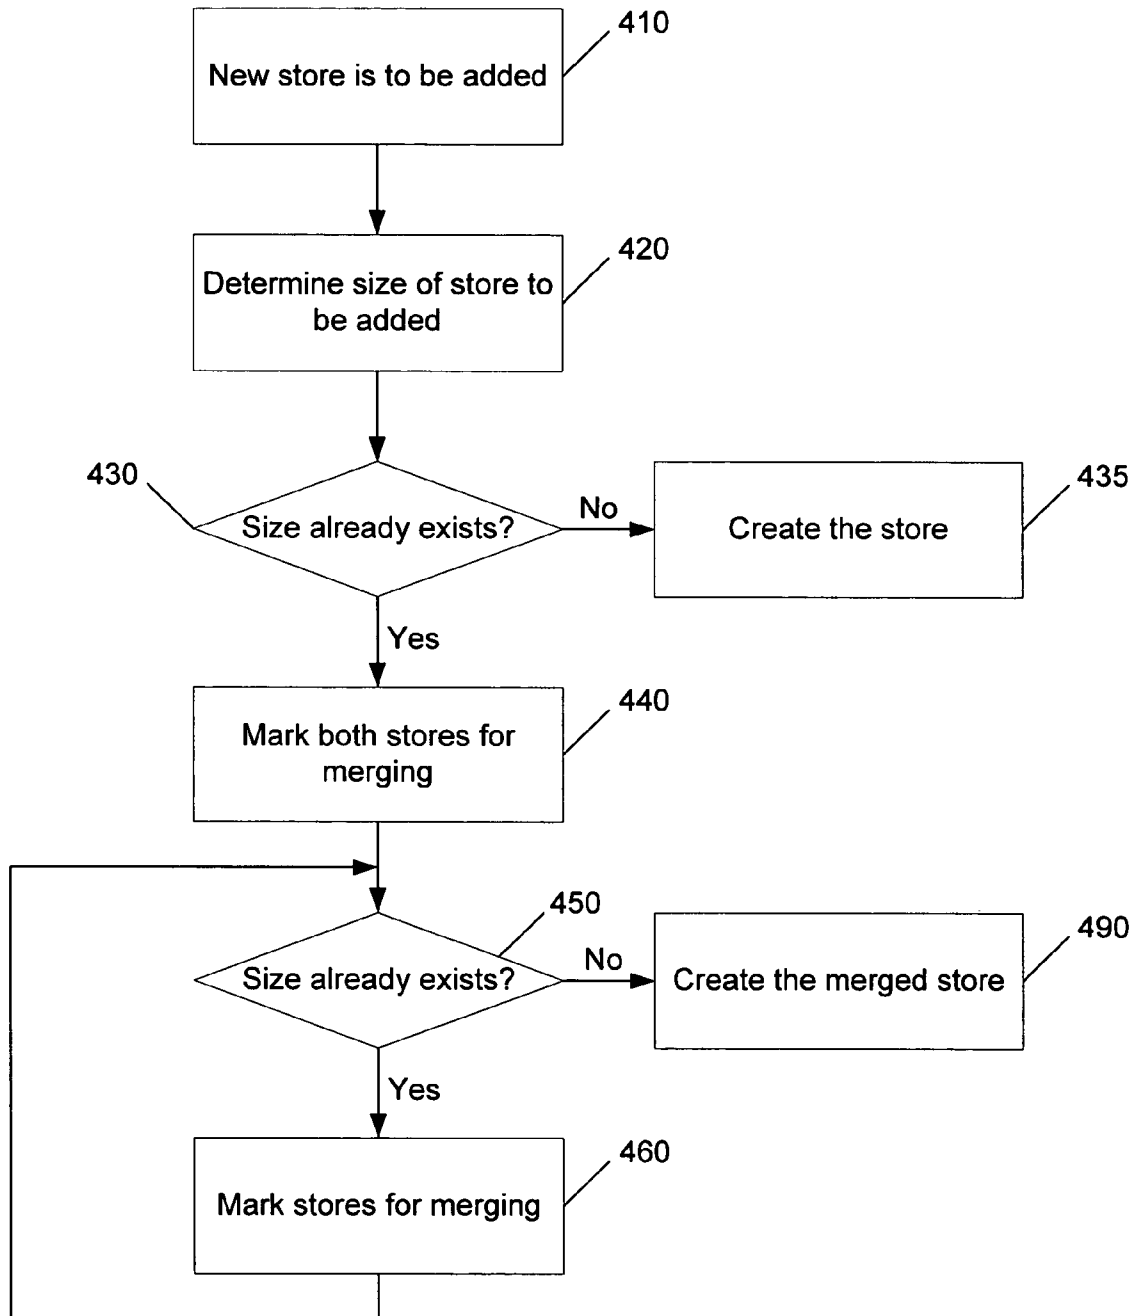 410
New store is to be added
420
Determine size of store to
be added
430
Size already exists?
No
435
Create the store
Yes
440
Mark both stores for
merging
450
Size already exists?
No
490
Create the merged store
Yes
460
Mark stores for merging